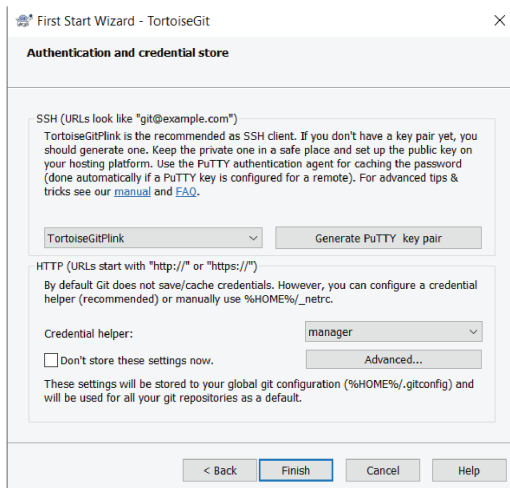 First Start Wizard - TortoiseGit
Authentication and credential store
SSH (URLs look like "git@example.com")
TortoiseGitPlink is the recommended as SSH client. If you don't have a key pair yet, you
should generate one. Keep the private one in a safe place and set up the public key on
your hosting platform. Use the PuTTY authentication agent for caching the password
(done automatically if a PuTTY key is configured for a remote). For advanced tips &
tricks see our manual and FAQ.
TortoiseGitPlink Generate PuTTY key pair
HTTP (URLs start with "http://" or "https://")
By default Git does not save/cache credentials. However, you can configure a credential
helper (recommended) or manually use %HOME%/_netrc.
Credential helper: manager
Don't store these settings now. Advanced...
These settings will be stored to your global git configuration (%HOME%/.gitconfig) and
will be used for all your git repositories as a default.
< Back Finish Cancel Help